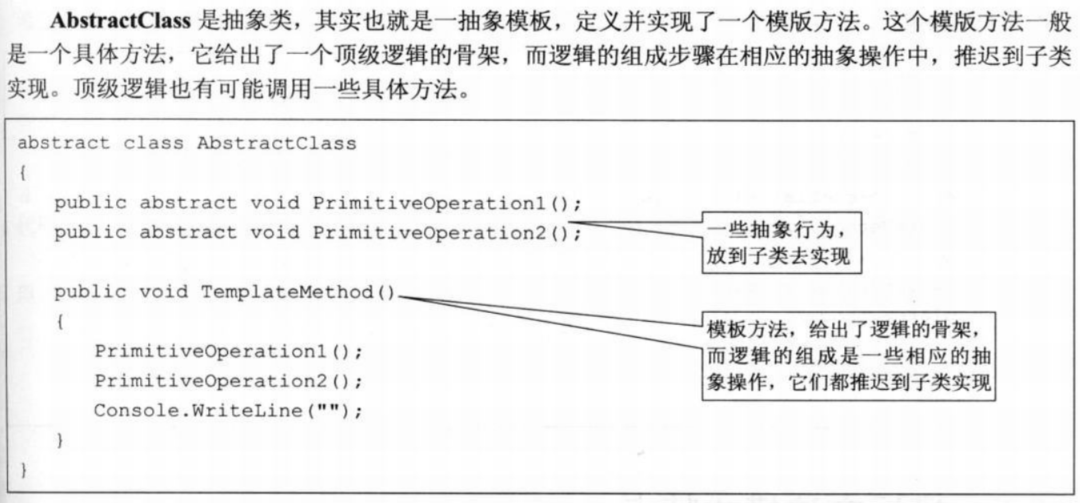 AbstractClass 是抽象类，其实也就是一抽象模板，定义并实现了一个模版方法。这个模版方法一般
是一个具体方法，它给出了一个顶级逻辑的骨架，而逻辑的组成步骤在相应的抽象操作中，推迟到子类
实现。顶级逻辑也有可能调用一些具体方法。
abstract class AbstractClass
{
public abstract void PrimitiveOperation1();
public abstract void PrimitiveOperation2();
一些抽象行为，
放到子类去实现
public void TemplateMethod()
{
模板方法，给出了逻辑的骨架，
而逻辑的组成是一些相应的抽
象操作，它们都推迟到子类实现
PrimitiveOperation1();
PrimitiveOperation2();
Console.WriteLine("");
}
}